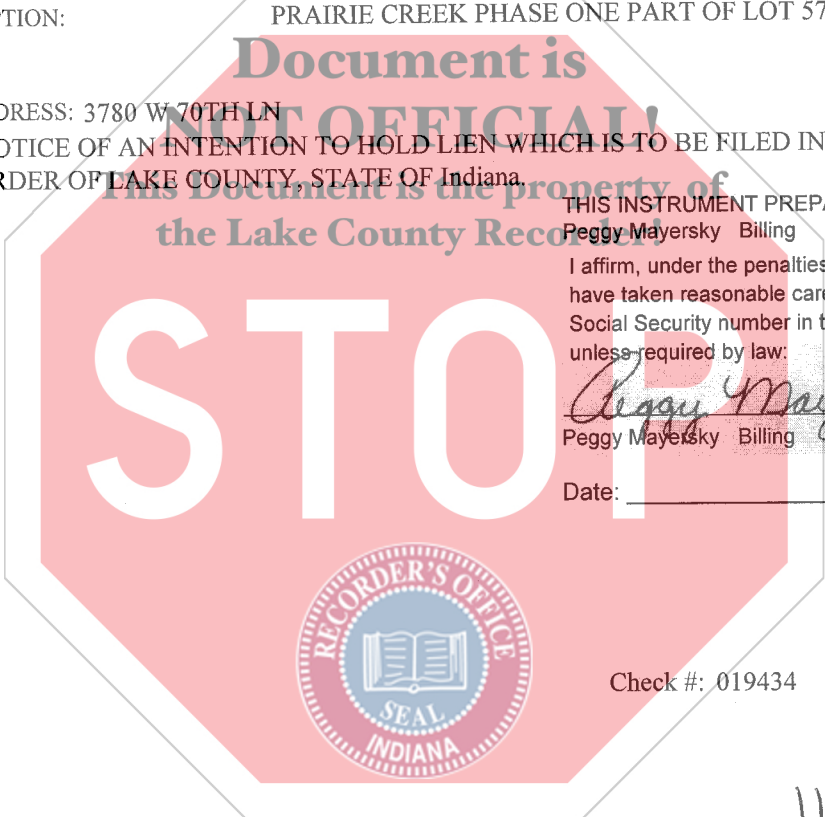 PTION: PRAIRIE CREEK PHASE ONE PART OF LOT 57
Document is
DRESS: 3780 W 70TH LN
NOT OFFICIAL!
OTICE OF AN INTENTION TO HOLD LIEN WHICH IS TO BE FILED IN
RDER OF LAKE COUNTY, STATE OF Indiana.
This Document is the property of
the Lake County Recorder!
THIS INSTRUMENT PREPA
Peggy Mayersky Billing
I affirm, under the penalties
have taken reasonable care
Social Security number in t
unless required by law:
Peggy May
Peggy Mayersky Billing
Date:
STOP
RECORDER'S OFFICE
SEAL
INDIANA
Check #: 019434